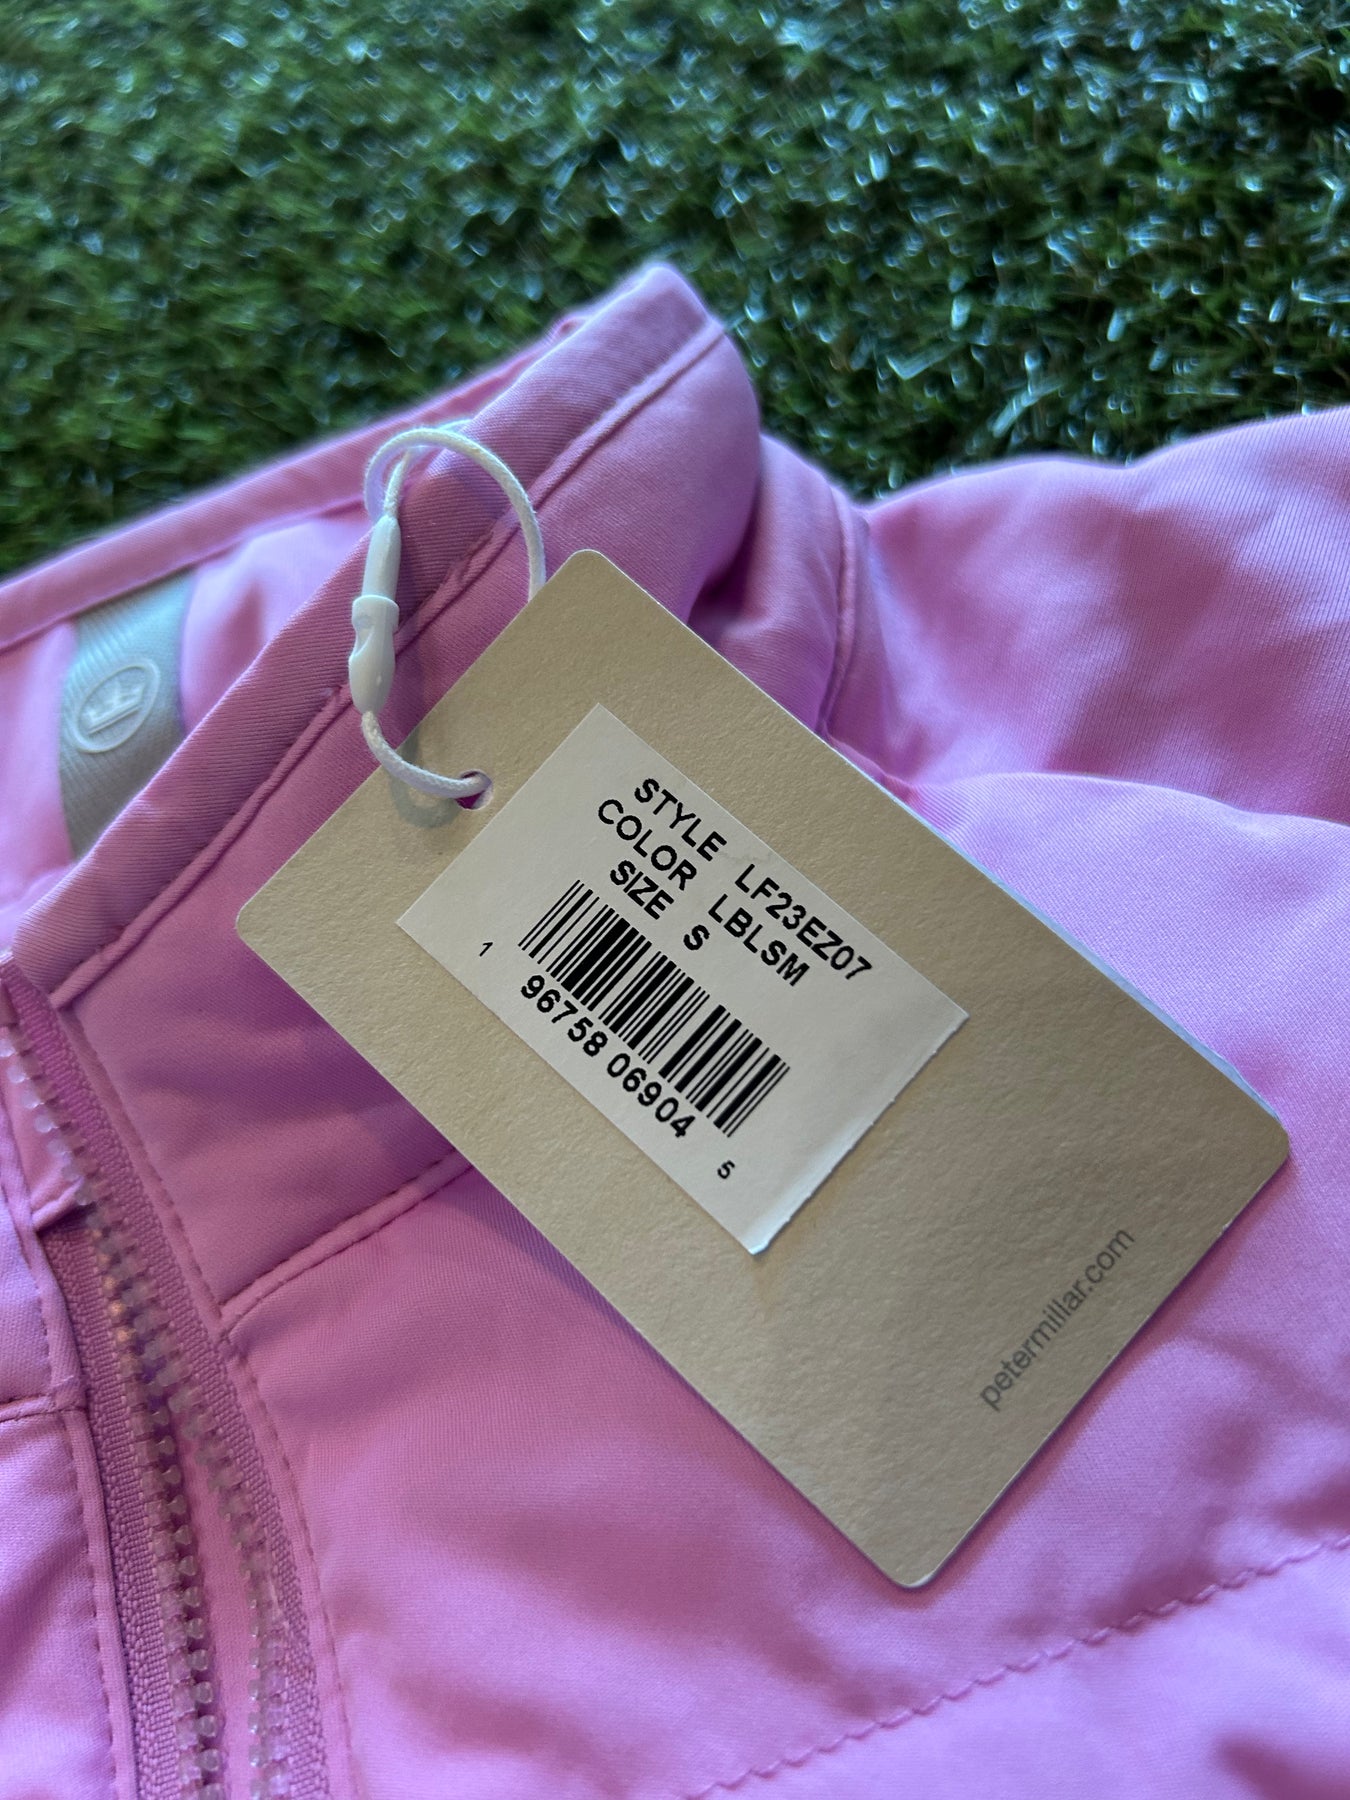 STYLE LF23EZ07
COLOR LBLSM
SIZE S
1 96758 06904 5
petermillar.com